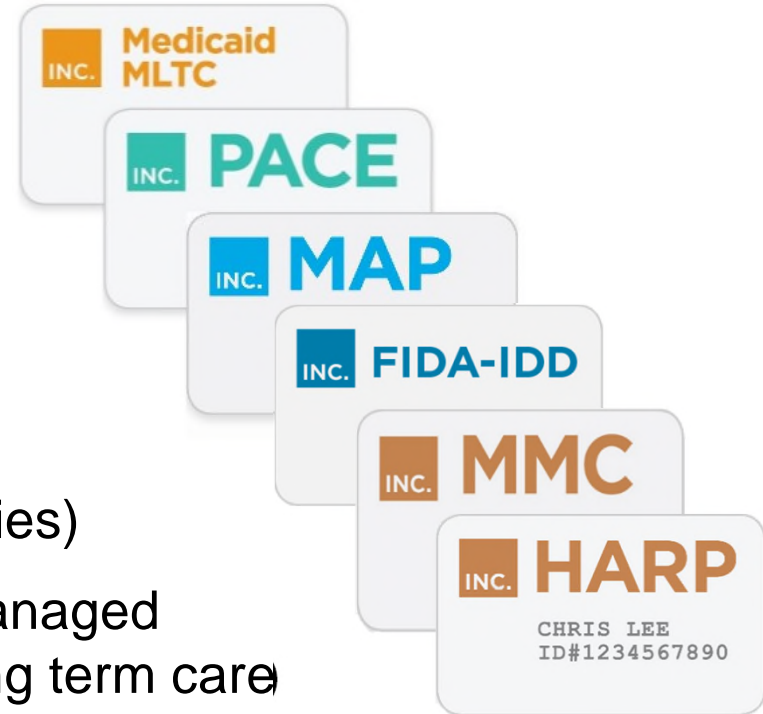 INC. Medicaid
MLTC
INC. PACE
INC. MAP
INC. FIDA-IDD
INC. MMC
INC. HARP
CHRIS LEE
ID#1234567890
ies)
anaged
g term care